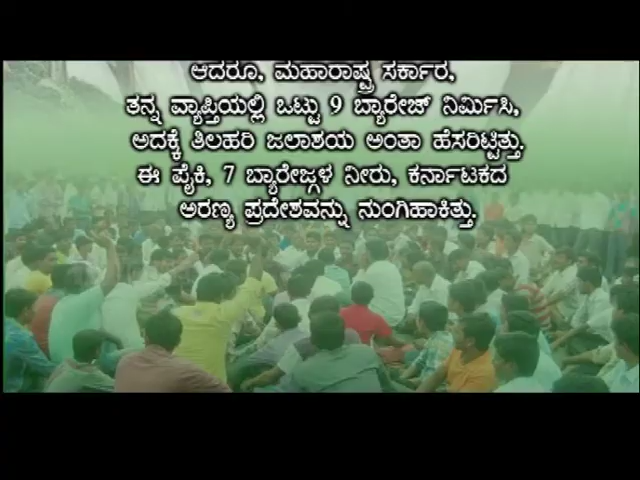 ಆದರೂ, ಮಹಾರಾಷ್ಟ್ರ ಸರ್ಕಾರ,
ತನ್ನ ವ್ಯಾಪ್ತಿಯಲ್ಲಿ ಒಟ್ಟು 9 ಬ್ಯಾರೇಜ್ ನಿರ್ಮಿಸಿ,
ಅದಕ್ಕೆ ತಿಲಹರಿ ಜಲಾಶಯ ಅಂತಾ ಹೆಸರಿಟ್ಟಿತ್ತು.
ಈ ಪೈಕಿ, 7 ಬ್ಯಾರೇಜ್ಗಳ ನೀರು, ಕರ್ನಾಟಕದ
ಅರಣ್ಯ ಪ್ರದೇಶವನ್ನು ನುಂಗಿಹಾಕಿತ್ತು.